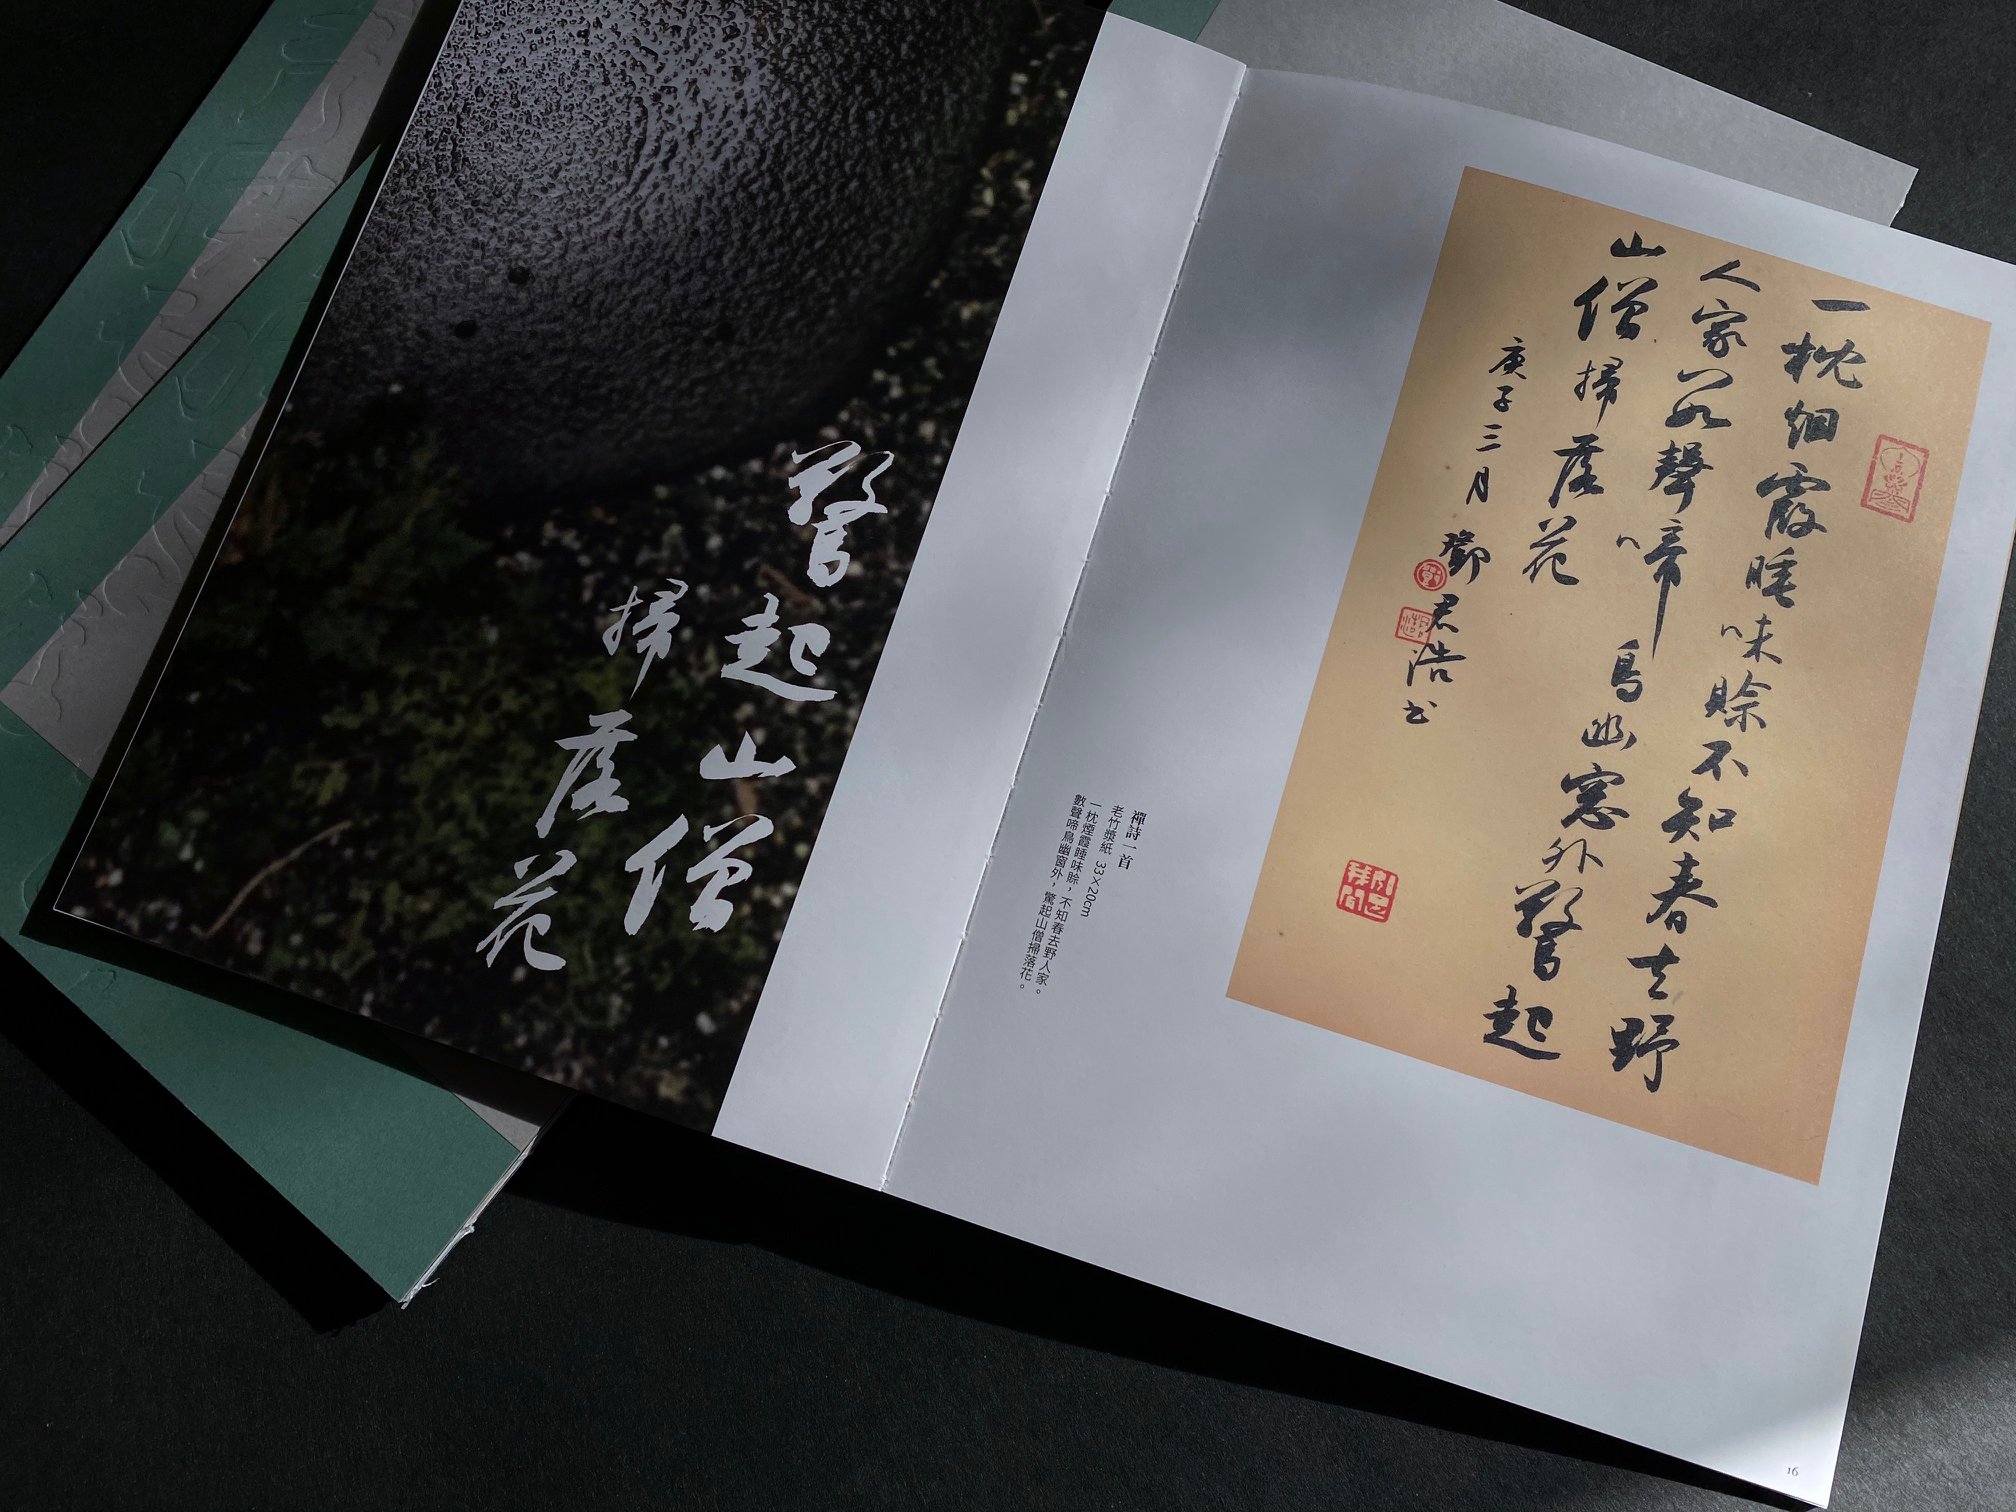 驚起山僧
掃落花
一枕烟霞睡味賒不知春去野
人家數聲啼鳥幽窓外驚起
山僧掃落花
庚子三月 鄧君浩书
禪詩一首
老竹漿紙 33×20cm
一枕煙霞睡味賒，不知春去野人家。
數聲啼鳥幽窗外，驚起山僧掃落花。
16